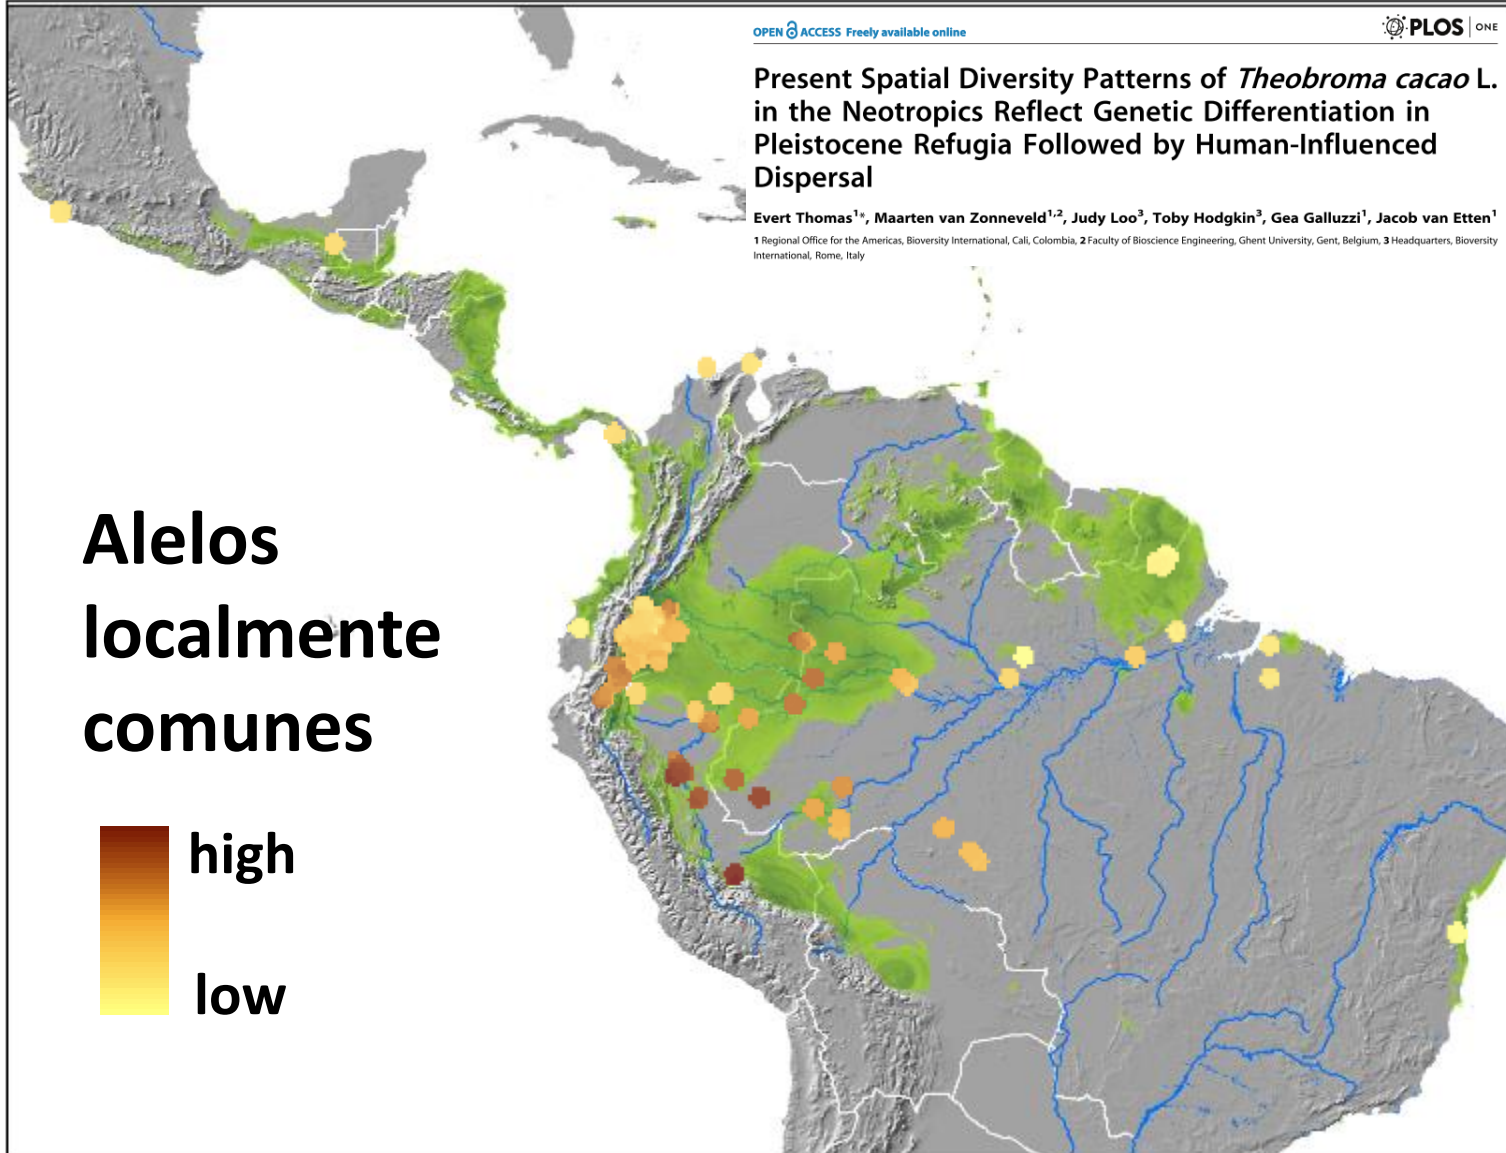 OPEN ACCESS Freely available online
PLOS ONE
Present Spatial Diversity Patterns of Theobroma cacao L.
in the Neotropics Reflect Genetic Differentiation in
Pleistocene Refugia Followed by Human-Influenced
Dispersal
Evert Thomas1*, Maarten van Zonneveld1,2, Judy Loo3, Toby Hodgkin3, Gea Galluzzi1, Jacob van Etten1
1 Regional Office for the Americas, Bioversity International, Cali, Colombia, 2 Faculty of Bioscience Engineering, Ghent University, Gent, Belgium, 3 Headquarters, Bioversity
International, Rome, Italy
Alelos
localmente
comunes
high
low